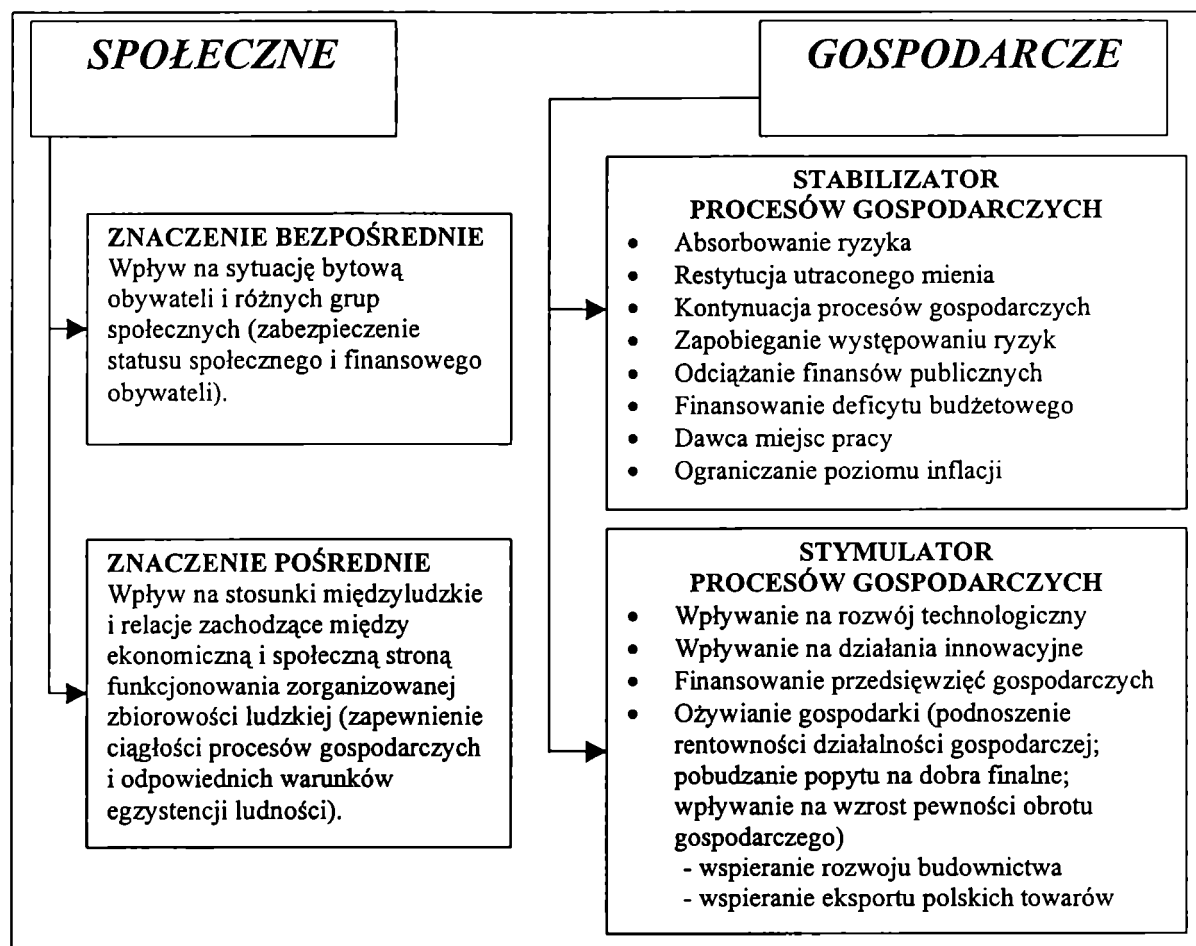 SPOŁECZNE
ZNACZENIE BEZPOŚREDNIE
Wpływ na sytuację bytową
obywateli i różnych grup
społecznych (zabezpieczenie
statusu społecznego i finansowego
obywateli).
ZNACZENIE POŚREDNIE
Wpływ na stosunki międzyludzkie
i relacje zachodzące między
ekonomiczną i społeczną stroną
funkcjonowania zorganizowanej
zbiorowości ludzkiej (zapewnienie
ciągłości procesów gospodarczych
i odpowiednich warunków
egzystencji ludności).
GOSPODARCZE
STABILIZATOR
PROCESÓW GOSPODARCZYCH
• Absorbowanie ryzyka
• Restytucja utraconego mienia
• Kontynuacja procesów gospodarczych
• Zapobieganie występowaniu ryzyk
• Odciążanie finansów publicznych
• Finansowanie deficytu budżetowego
• Dawca miejsc pracy
• Ograniczanie poziomu inflacji
STYMULATOR
PROCESÓW GOSPODARCZYCH
• Wpływanie na rozwój technologiczny
• Wpływanie na działania innowacyjne
• Finansowanie przedsięwzięć gospodarczych
• Ożywianie gospodarki (podnoszenie
rentowności działalności gospodarczej;
pobudzanie popytu na dobra finalne;
wpływanie na wzrost pewności obrotu
gospodarczego)
- wspieranie rozwoju budownictwa
- wspieranie eksportu polskich towarów